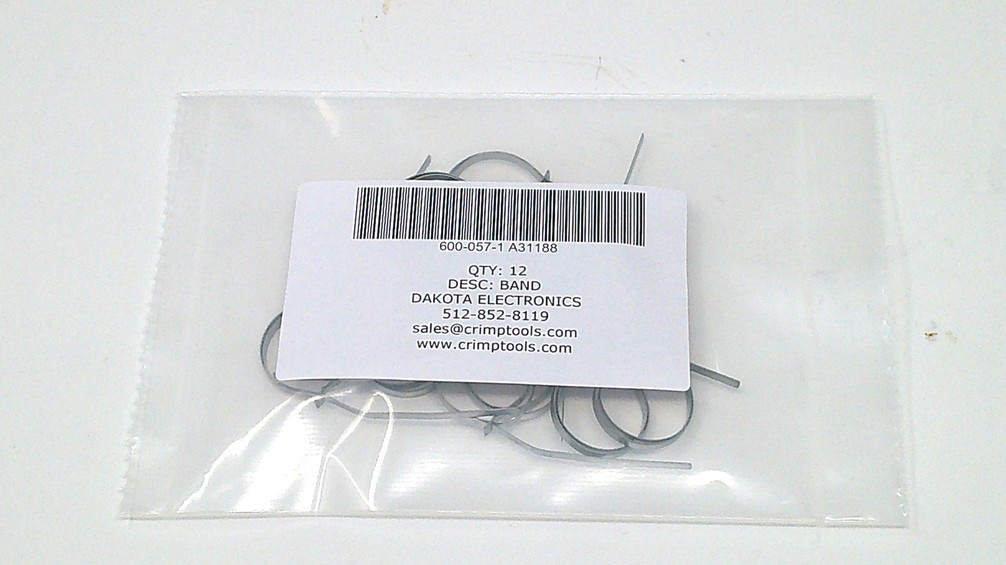 600-057-1 A31188
QTY: 12
DESC: BAND
DAKOTA ELECTRONICS
512-852-8119
sales@crimptools.com
www.crimptools.com